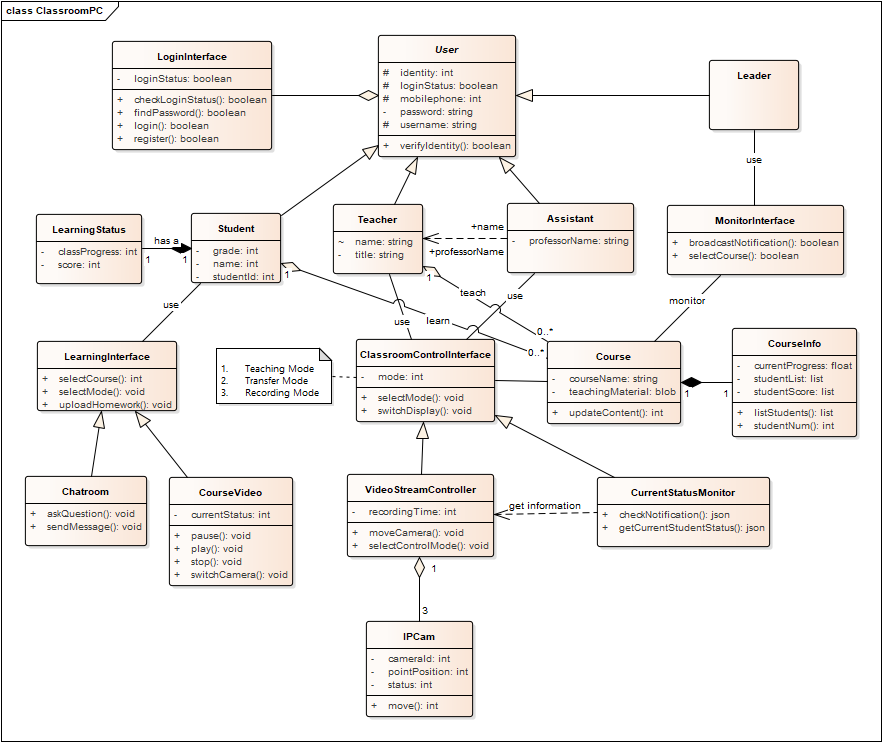 class ClassroomPC
LoginInterface
- loginStatus: boolean
+ checkLoginStatus(): boolean
+ findPassword(): boolean
+ login(): boolean
+ register(): boolean
User
# identity: int
# loginStatus: boolean
# mobilephone: int
- password: string
# username: string
+ verifyIdentity(): boolean
Leader
use
LearningStatus
- classProgress: int
- score: int
has a
1
1
Student
- grade: int
- name: int
- studentId: int
1
Teacher
~ name: string
- title: string
1
+name
+professorName
Assistant
- professorName: string
MonitorInterface
+ broadcastNotification(): boolean
+ selectCourse(): boolean
use
teach
use
monitor
use
learn
0..*
0..*
LearningInterface
+ selectCourse(): int
+ selectMode(): void
+ uploadHomework(): void
1. Teaching Mode
2. Transfer Mode
3. Recording Mode
ClassroomControlInterface
- mode: int
+ selectMode(): void
+ switchDisplay(): void
Course
- courseName: string
- teachingMaterial: blob
+ updateContent(): int
1
1
CourseInfo
- currentProgress: float
- studentList: list
- studentScore: list
+ listStudents(): list
+ studentNum(): int
Chatroom
+ askQuestion(): void
+ sendMessage(): void
CourseVideo
- currentStatus: int
+ pause(): void
+ play(): void
+ stop(): void
+ switchCamera(): void
VideoStreamController
- recordingTime: int
+ moveCamera(): void
+ selectControlMode(): void
get information
CurrentStatusMonitor
+ checkNotification(): json
+ getCurrentStudentStatus(): json
1
3
IPCam
- cameraId: int
- pointPosition: int
- status: int
+ move(): int